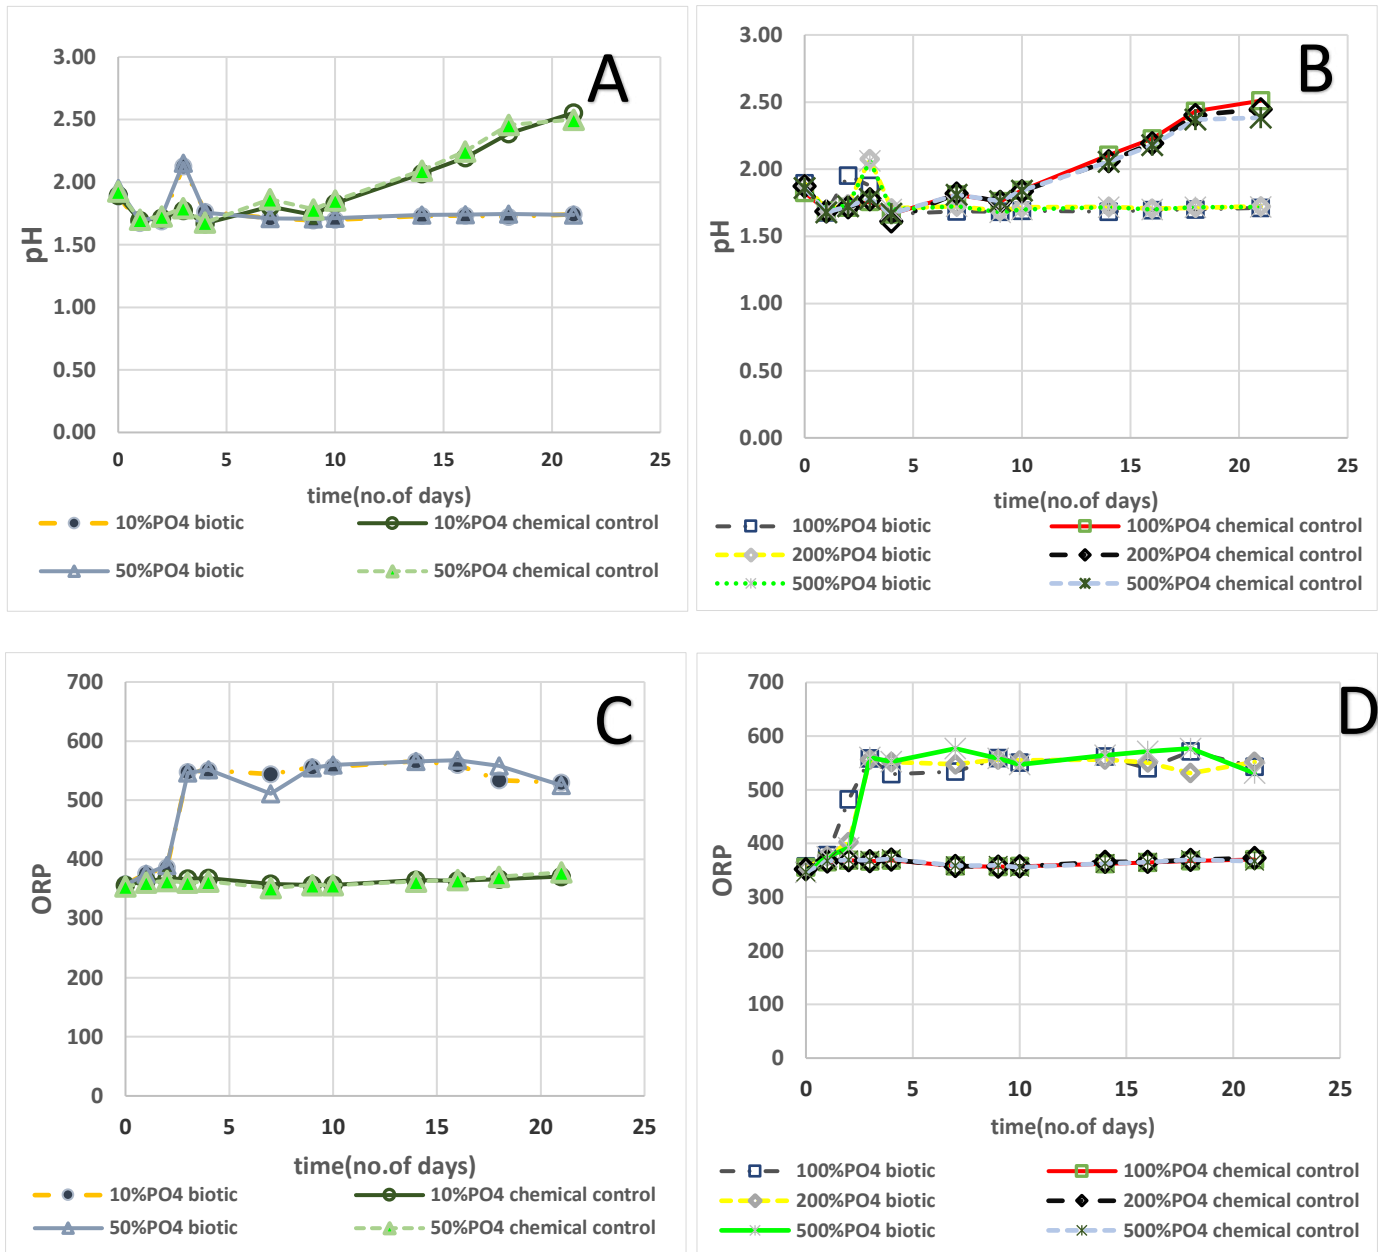 A
3.00
2.50
2.00
1.50
1.00
0.50
0.00
pH
0 5 10 15 20 25
time(no.of days)
10%PO4 biotic 10%PO4 chemical control
50%PO4 biotic 50%PO4 chemical control
B
3.00
2.50
2.00
1.50
1.00
0.50
0.00
pH
0 5 10 15 20 25
time(no.of days)
100%PO4 biotic 100%PO4 chemical control
200%PO4 biotic 200%PO4 chemical control
500%PO4 biotic 500%PO4 chemical control
C
700
600
500
400
300
200
100
0
ORP
0 5 10 15 20 25
time(no.of days)
10%PO4 biotic 10%PO4 chemical control
50%PO4 biotic 50%PO4 chemical control
D
700
600
500
400
300
200
100
0
ORP
0 5 10 15 20 25
time(no.of days)
100%PO4 biotic 100%PO4 chemical control
200%PO4 biotic 200%PO4 chemical control
500%PO4 biotic 500%PO4 chemical control